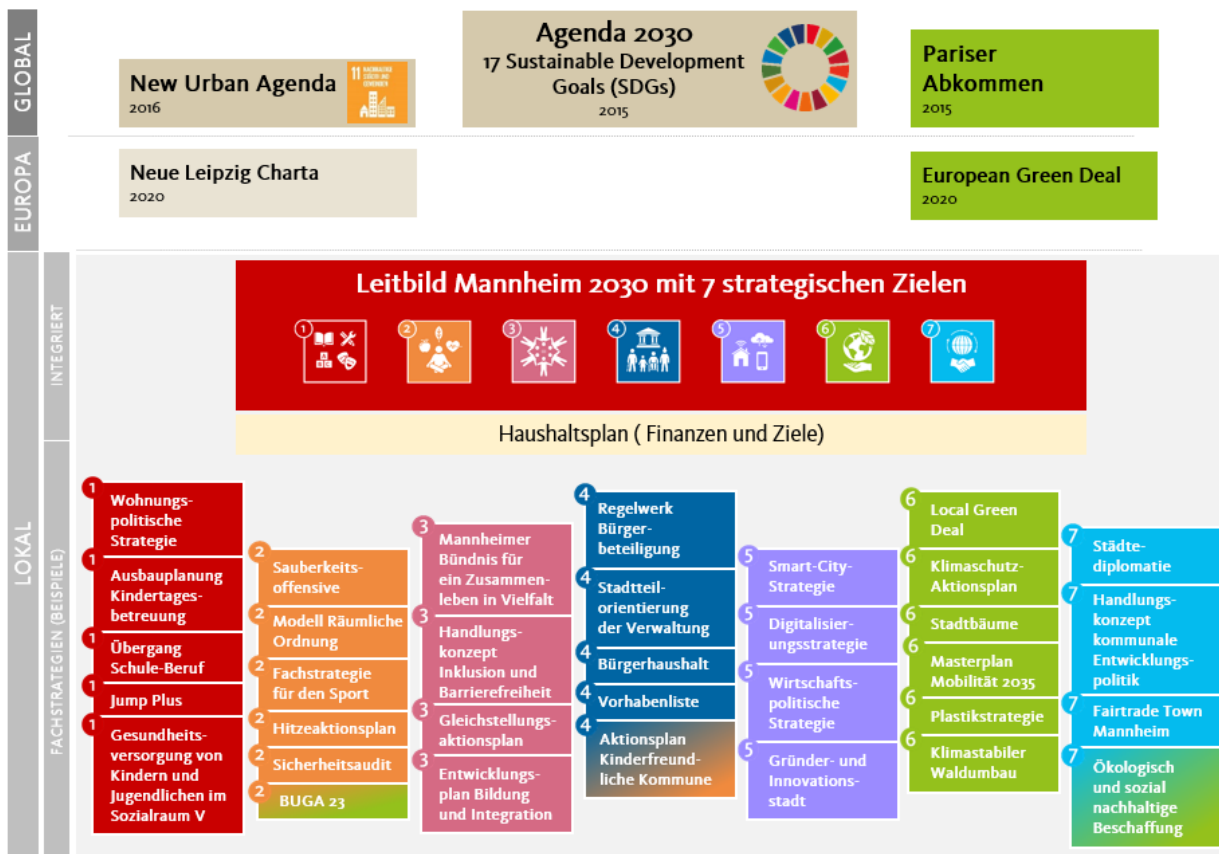 GLOBAL
New Urban Agenda
2016
11 NACHHALTIGE
STÄDTE UND
GEMEINDEN
Agenda 2030
17 Sustainable Development
Goals (SDGs)
2015
Pariser
Abkommen
2015
EUROPA
Neue Leipzig Charta
2020
European Green Deal
2020
LOKAL
INTEGRIERT
Leitbild Mannheim 2030 mit 7 strategischen Zielen
1
2
3
4
5
6
7
Haushaltsplan ( Finanzen und Ziele)
FACHSTRATEGIEN (BEISPIELE)
1
Wohnungs-
politische
Strategie
1
Ausbauplanung
Kindertages-
betreuung
1
Übergang
Schule-Beruf
1
Jump Plus
1
Gesundheits-
versorgung von
Kindern und
Jugendlichen im
Sozialraum V
2
Sauberkeits-
offensive
2
Modell Räumliche
Ordnung
2
Fachstrategie
für den Sport
2
Hitzeaktionsplan
2
Sicherheitsaudit
2
BUGA 23
3
Mannheimer
Bündnis für
ein Zusammen-
leben in Vielfalt
3
Handlungs-
konzept
Inklusion und
Barrierefreiheit
3
Gleichstellungs-
aktionsplan
3
Entwicklungs-
plan Bildung
und Integration
4
Regelwerk
Bürger-
beteiligung
4
Stadtteil-
orientierung
der Verwaltung
4
Bürgerhaushalt
4
Vorhabenliste
4
Aktionsplan
Kinderfreund-
liche Kommune
5
Smart-City-
Strategie
5
Digitalisier-
ungsstrategie
5
Wirtschafts-
politische
Strategie
5
Gründer- und
Innovations-
stadt
6
Local Green
Deal
6
Klimaschutz-
Aktionsplan
6
Stadtbäume
6
Masterplan
Mobilität 2035
6
Plastikstrategie
6
Klimastabiler
Waldumbau
7
Städte-
diplomatie
7
Handlungs-
konzept
kommunale
Entwicklungs-
politik
7
Fairtrade Town
Mannheim
7
Ökologisch
und sozial
nachhaltige
Beschaffung